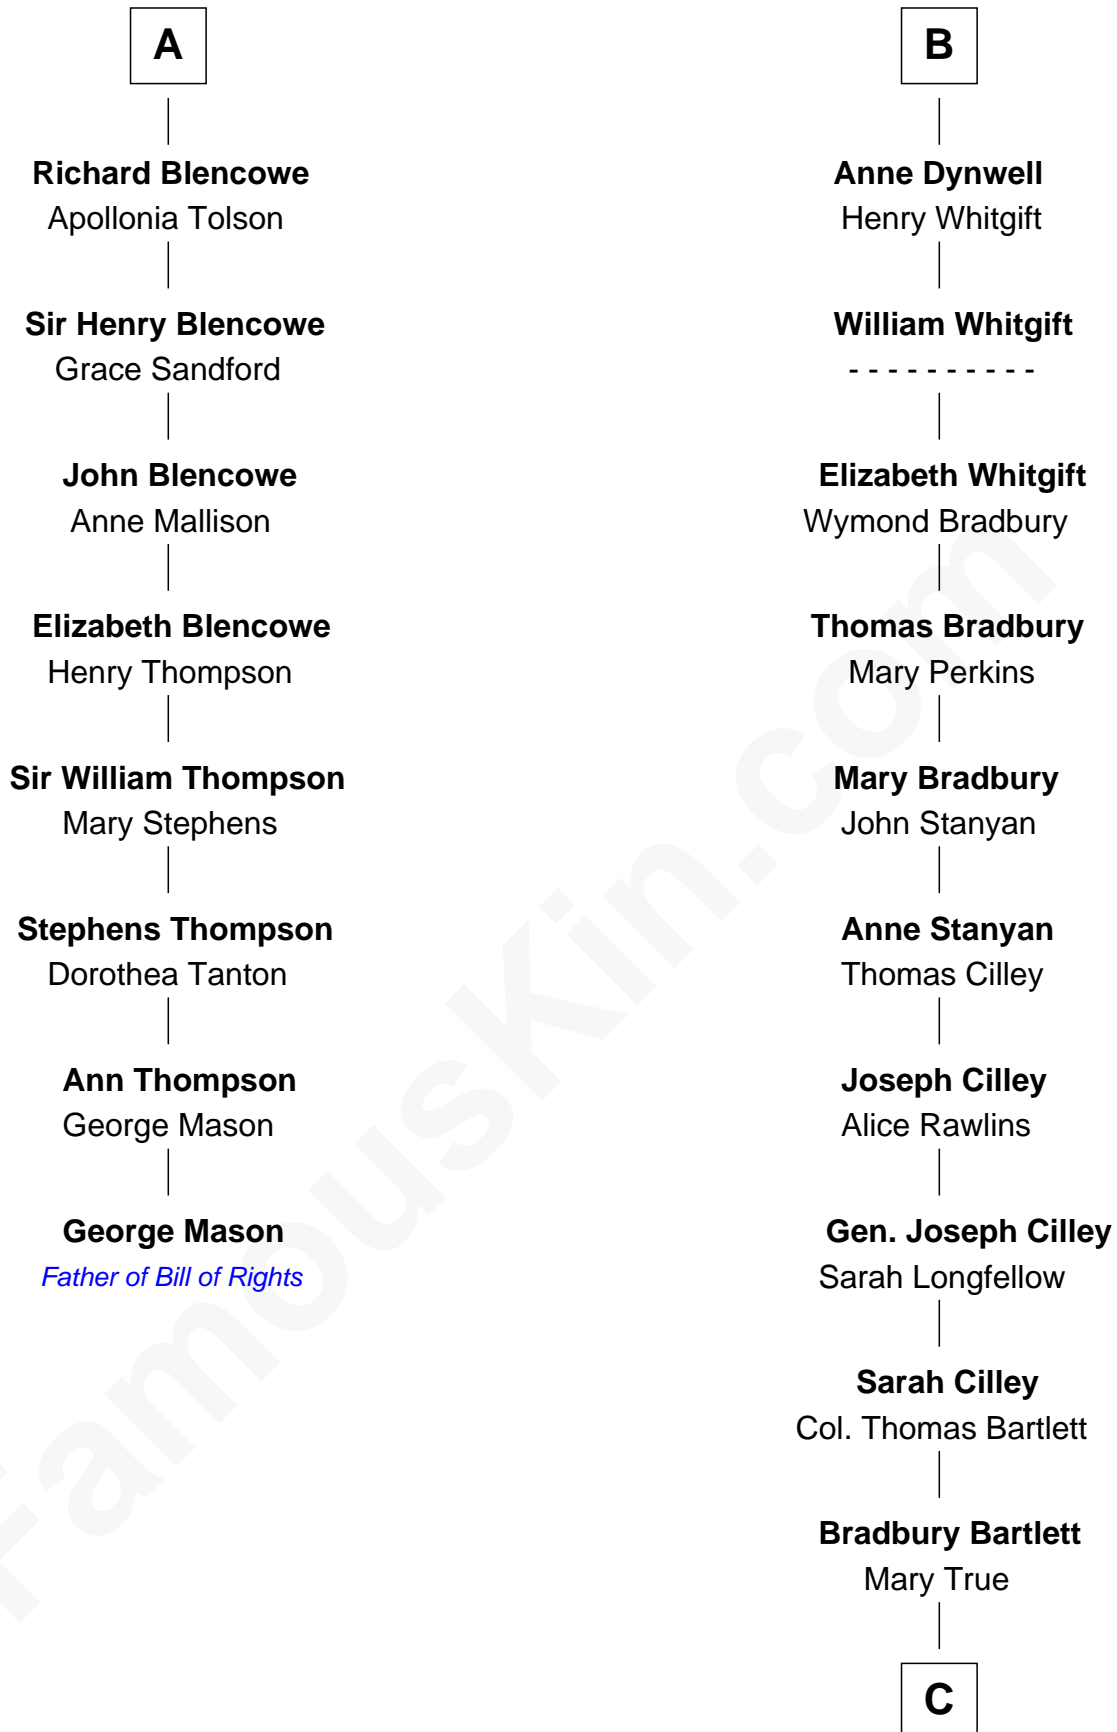 A
Richard Blencowe
Apollonia Tolson
Sir Henry Blencowe
Grace Sandford
John Blencowe
Anne Mallison
Elizabeth Blencowe
Henry Thompson
Sir William Thompson
Mary Stephens
Stephens Thompson
Dorothea Tanton
Ann Thompson
George Mason
George Mason
Father of Bill of Rights
B
Anne Dynwell
Henry Whitgift
William Whitgift
- - - - - - - - - -
Elizabeth Whitgift
Wymond Bradbury
Thomas Bradbury
Mary Perkins
Mary Bradbury
John Stanyan
Anne Stanyan
Thomas Cilley
Joseph Cilley
Alice Rawlins
Gen. Joseph Cilley
Sarah Longfellow
Sarah Cilley
Col. Thomas Bartlett
Bradbury Bartlett
Mary True
C
FamousKin.com